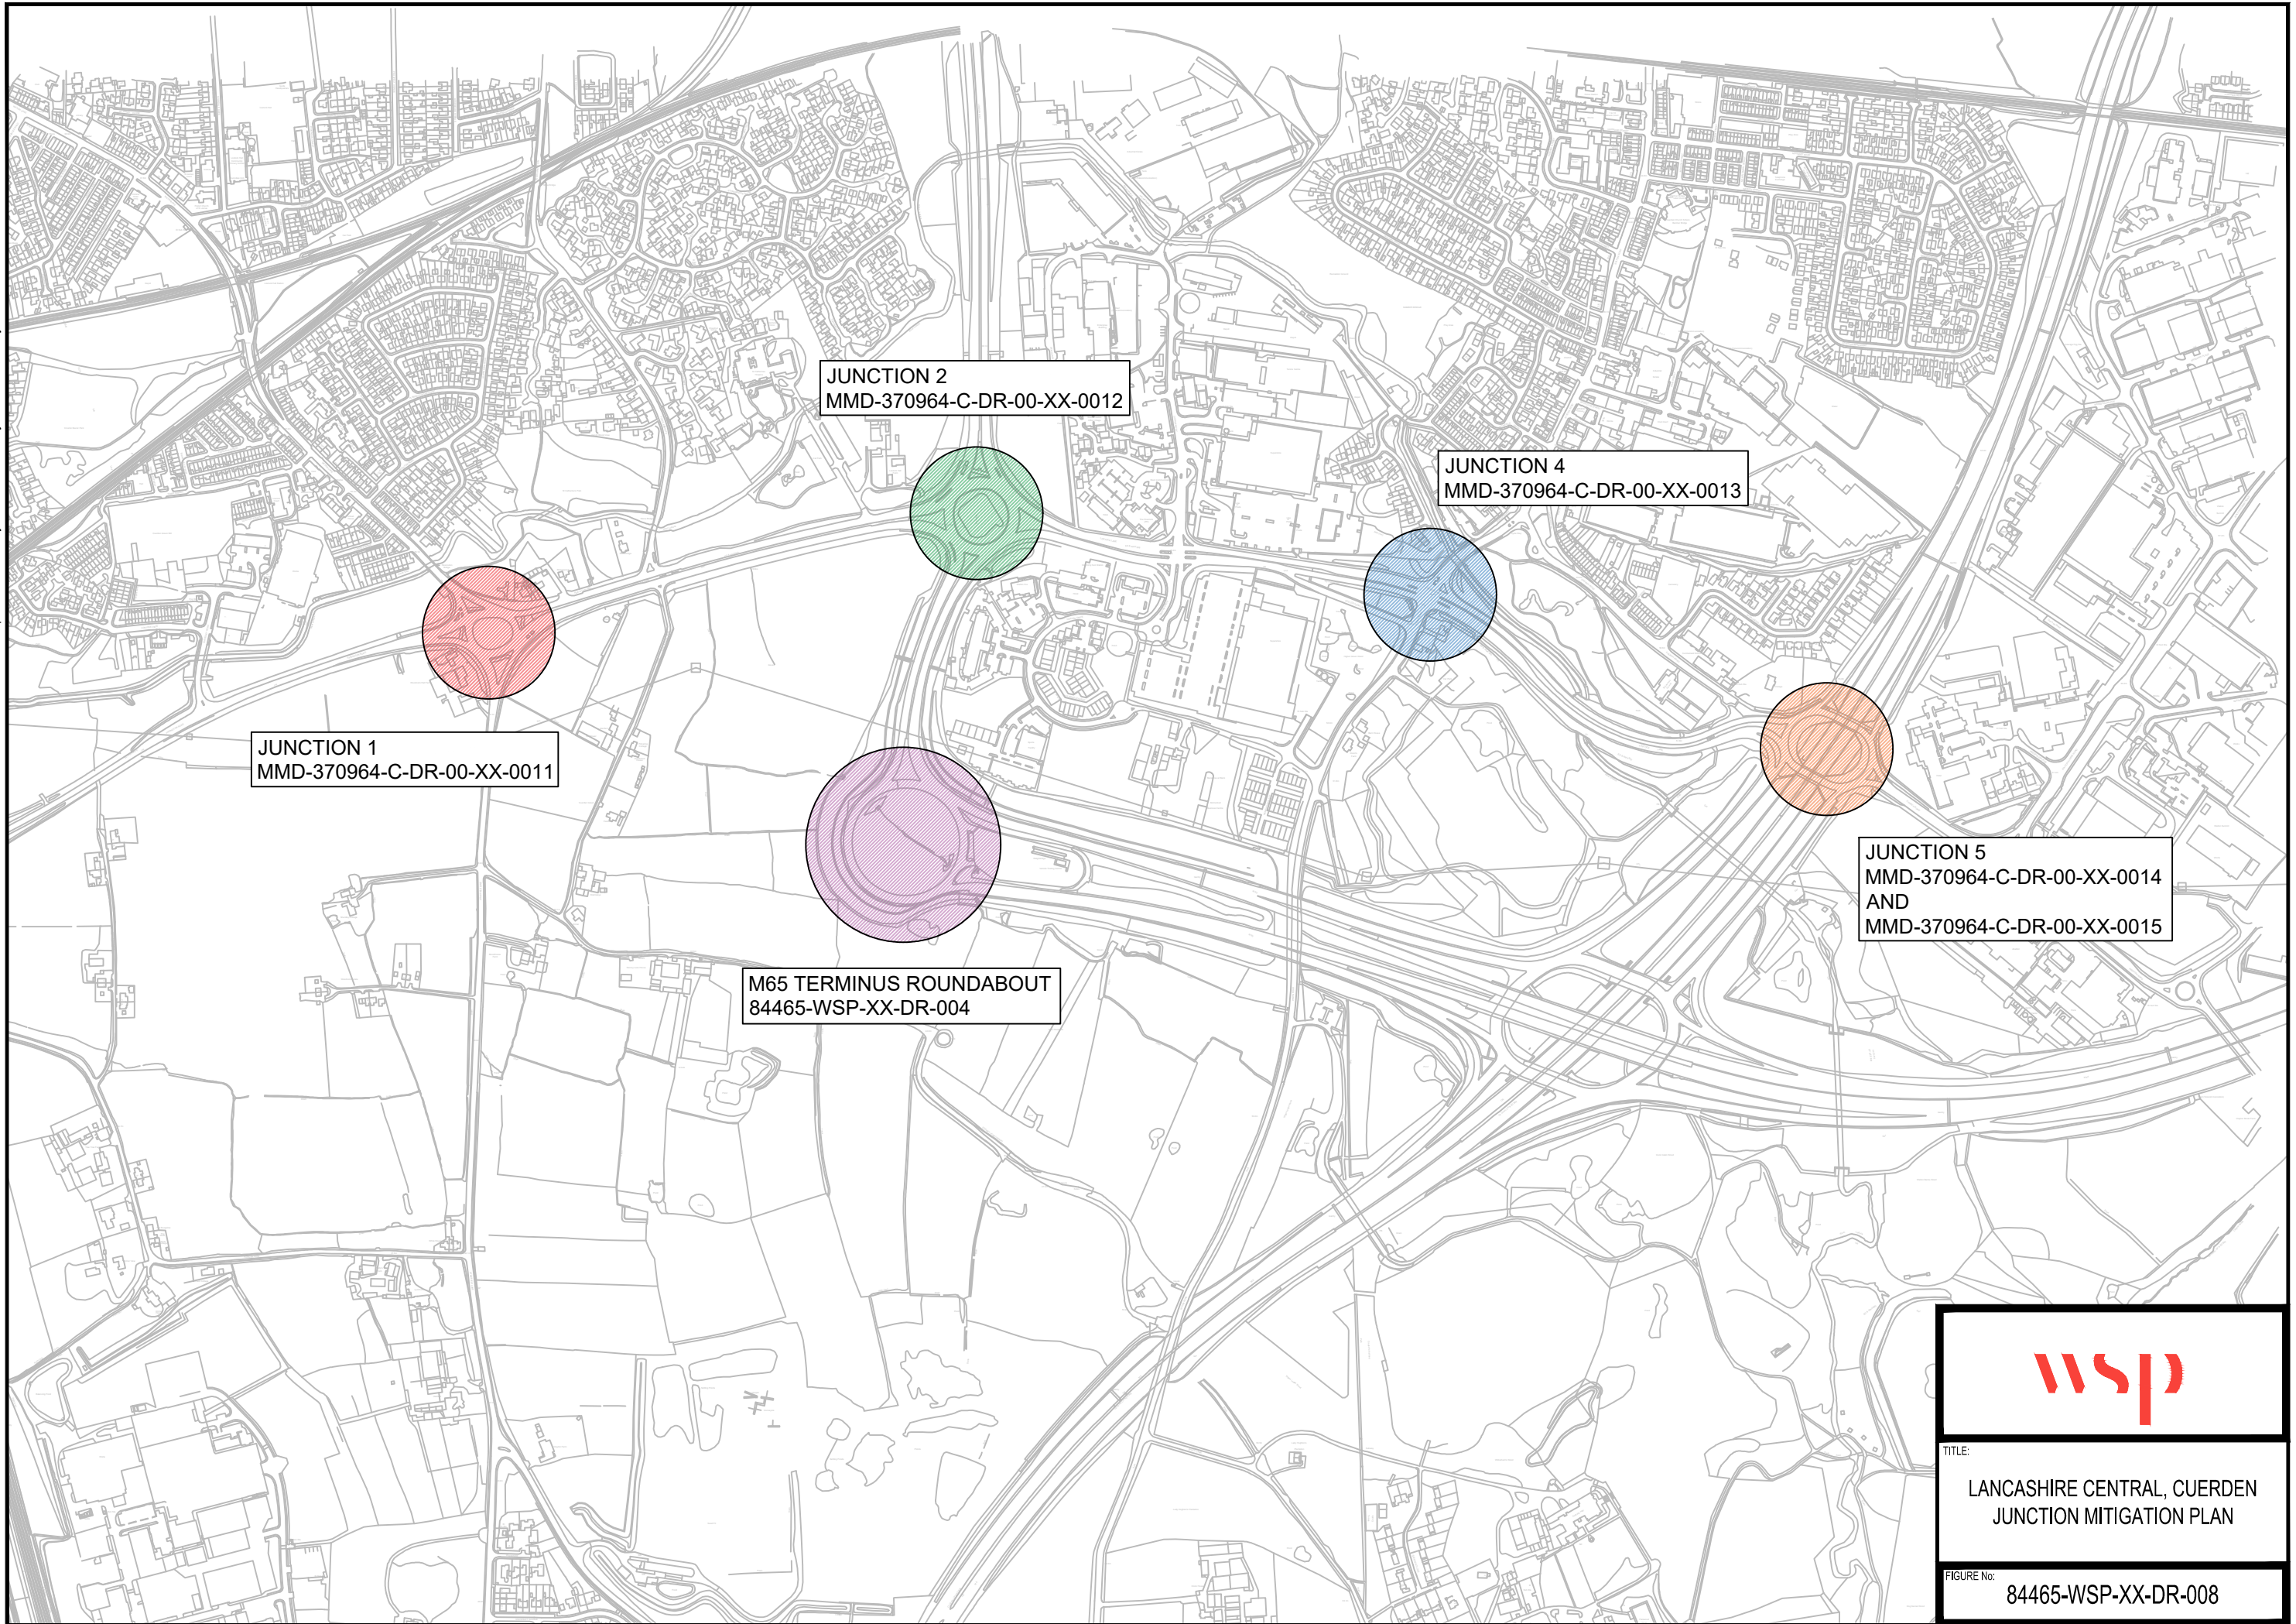 JUNCTION 2
MMD-370964-C-DR-00-XX-0012
JUNCTION 4
MMD-370964-C-DR-00-XX-0013
JUNCTION 1
MMD-370964-C-DR-00-XX-0011
JUNCTION 5
MMD-370964-C-DR-00-XX-0014
AND
MMD-370964-C-DR-00-XX-0015
M65 TERMINUS ROUNDABOUT
84465-WSP-XX-DR-004
wsp
TITLE:
LANCASHIRE CENTRAL, CUERDEN
JUNCTION MITIGATION PLAN
FIGURE No:
84465-WSP-XX-DR-008